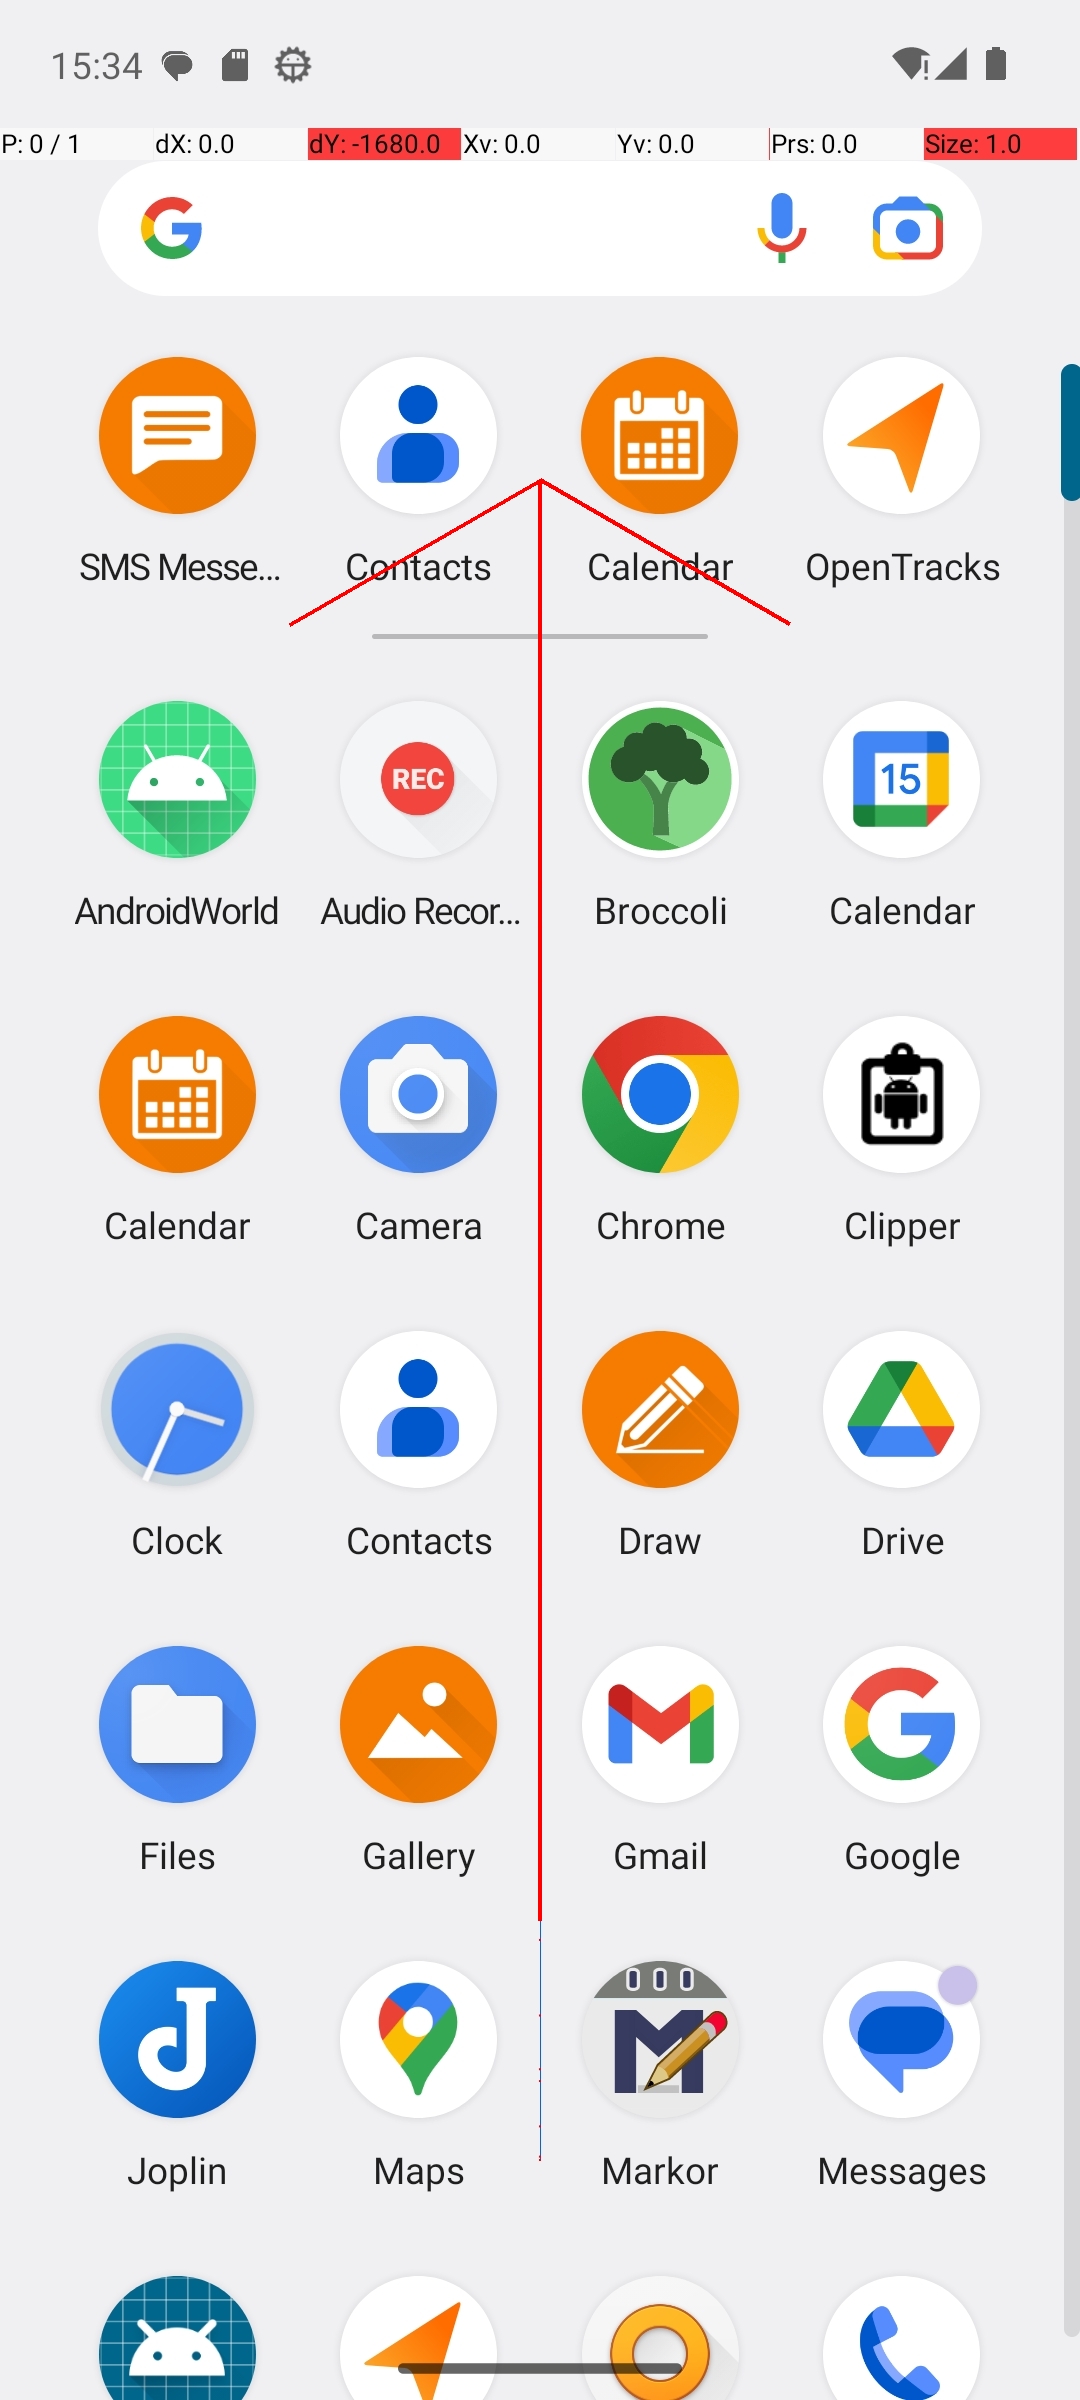 15:34
P: 0 / 1 dX: 0.0 dY: -1680.0 Xv: 0.0 Yv: 0.0 Prs: 0.0 Size: 1.0
SMS Messe... Contacts Calendar OpenTracks
REC 15
AndroidWorld Audio Recor... Broccoli Calendar
Calendar Camera Chrome Clipper
Clock Contacts Draw Drive
Files Gallery Gmail Google
Joplin Maps Markor Messages